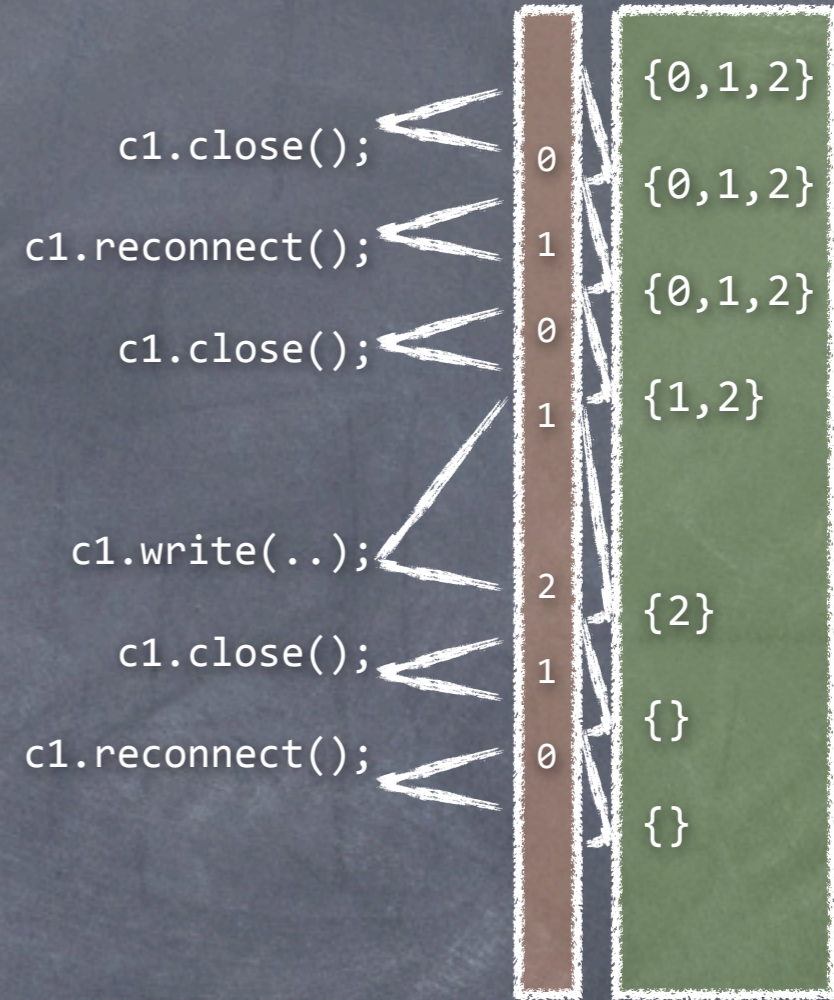 {0,1,2}
c1.close();
0
{0,1,2}
c1.reconnect();
1
{0,1,2}
0
c1.close();
{1,2}
1
c1.write(..);
2
{2}
c1.close();
1
{}
c1.reconnect();
0
{}